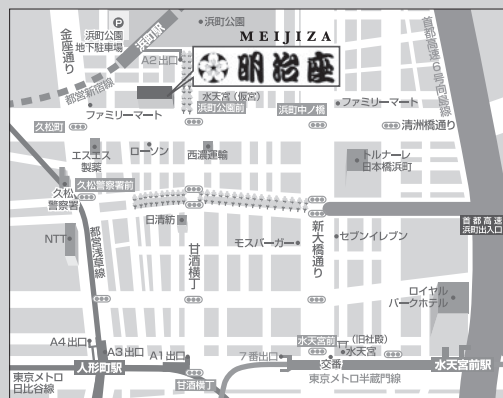 金座通り
P
浜町公園
地下駐車場
浜町駅
浜町公園
首都高速6号向島線
MEIJIZA
明治座
A2出口
都営新宿線
水天宮(仮宮)
浜町公園前
浜町中ノ橋
ファミリーマート
ファミリーマート
久松町
清洲橋通り
エスエス
製薬
ローソン
西濃運輸
トルナーレ
日本橋浜町
久松警察署前
久松
警察署
日清紡
都営浅草線
甘酒横丁
新大橋通り
首都高速
浜町出入口
NTT
モスバーガー
セブンイレブン
ロイヤル
パークホテル
水天宮前
(旧社殿)
水天宮
A4出口
A3出口
A1出口
7番出口
交番
人形町駅
水天宮前駅
東京メトロ
日比谷線
甘酒横丁
東京メトロ半蔵門線